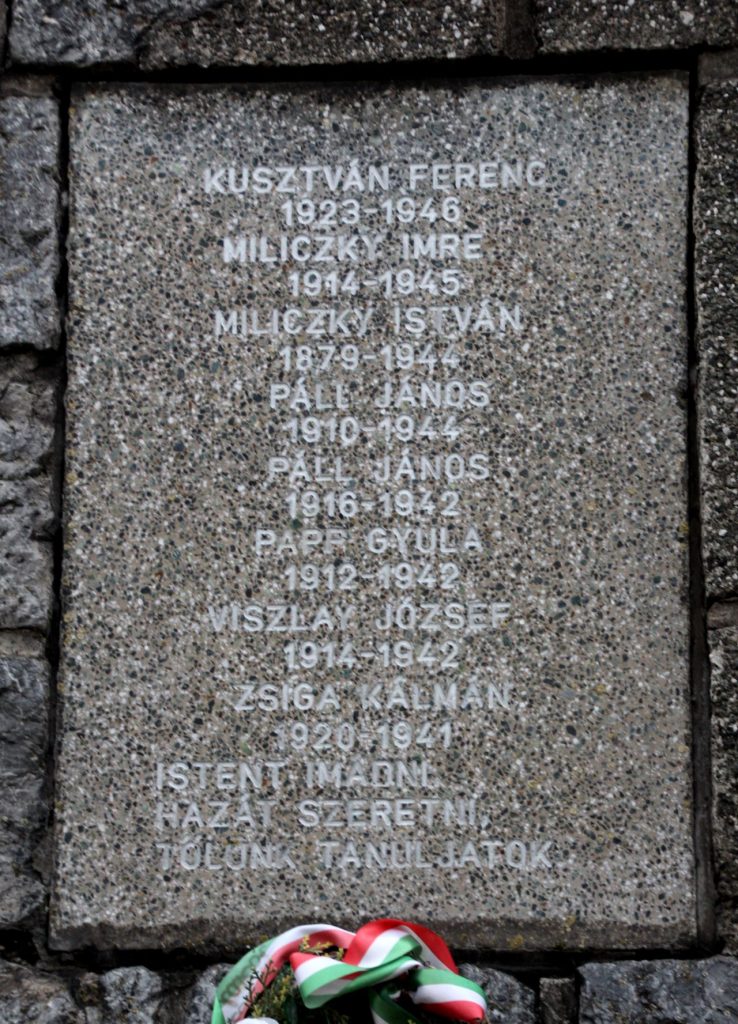 KUSZTVÁN FERENC
1923-1946
MILICZKY IMRE
1914-1945
MILICZKY ISTVÁN
1879-1944
PÁLL JÁNOS
1910-1944
PÁLL JÁNOS
1916-1942
PAPP GYULA
1912-1942
VISZLAY JÓZSEF
1914-1942
ZSIGA KÁLMÁN
1920-1941
ISTENT IMÁDNI,
HAZÁT SZERETNI,
TŐLÜNK TANULJATOK.